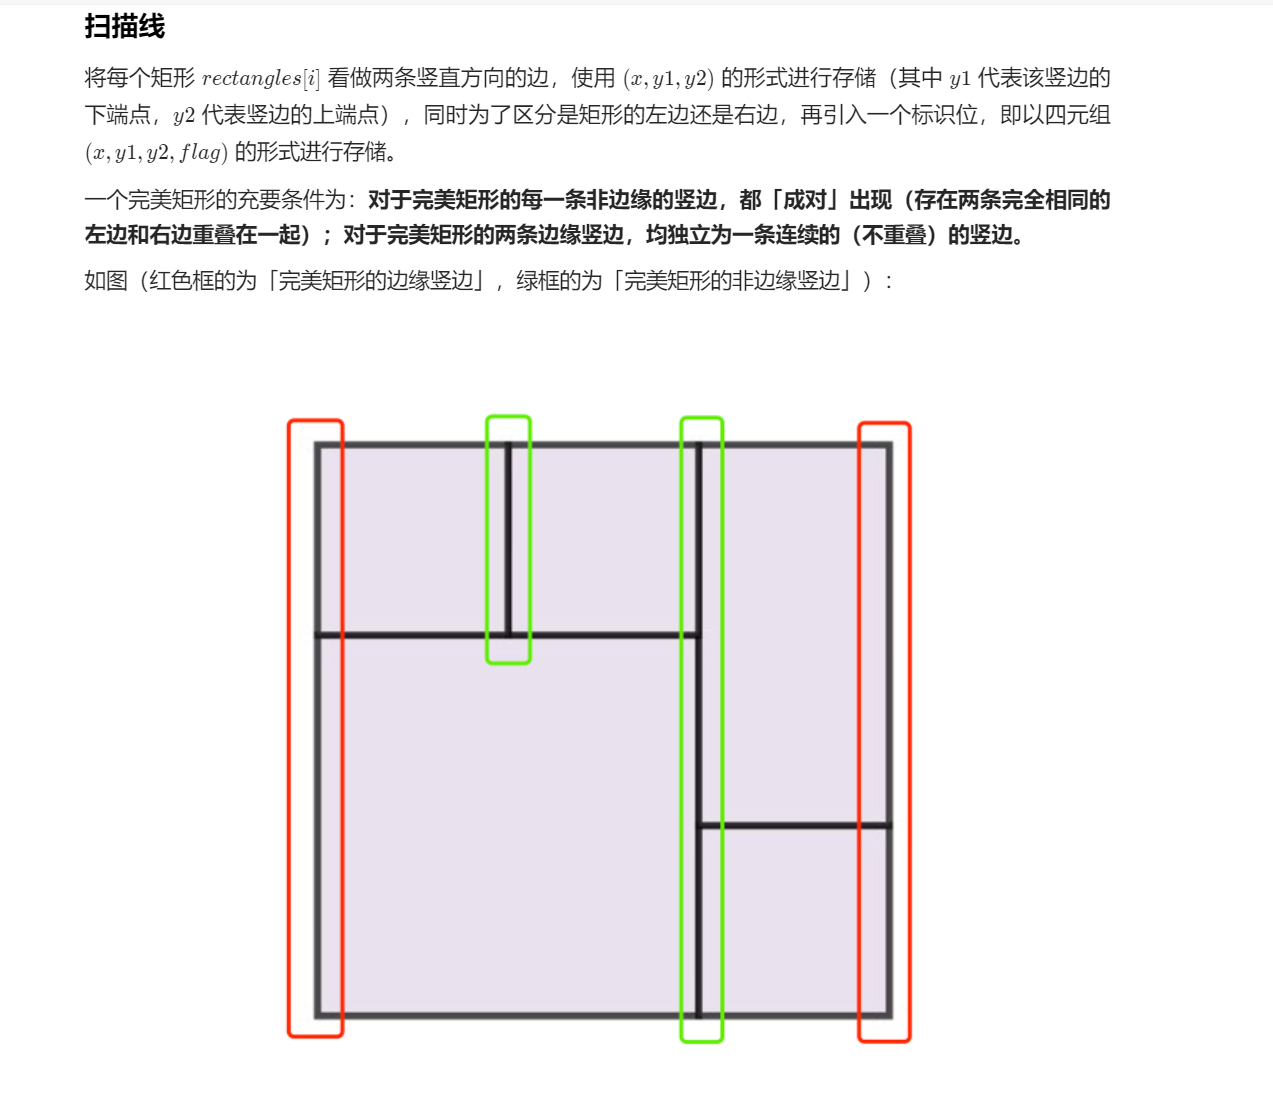 扫描线
将每个矩形 rectangles[i] 看做两条竖直方向的边，使用 (x, y1, y2) 的形式进行存储（其中 y1 代表该竖边的
下端点，y2 代表竖边的上端点），同时为了区分是矩形的左边还是右边，再引入一个标识位，即以四元组
(x, y1, y2, flag) 的形式进行存储。
一个完美矩形的充要条件为：对于完美矩形的每一条非边缘的竖边，都「成对」出现（存在两条完全相同的
左边和右边重叠在一起）；对于完美矩形的两条边缘竖边，均独立为一条连续的（不重叠）的竖边。
如图（红色框的为「完美矩形的边缘竖边」，绿框的为「完美矩形的非边缘竖边」）：